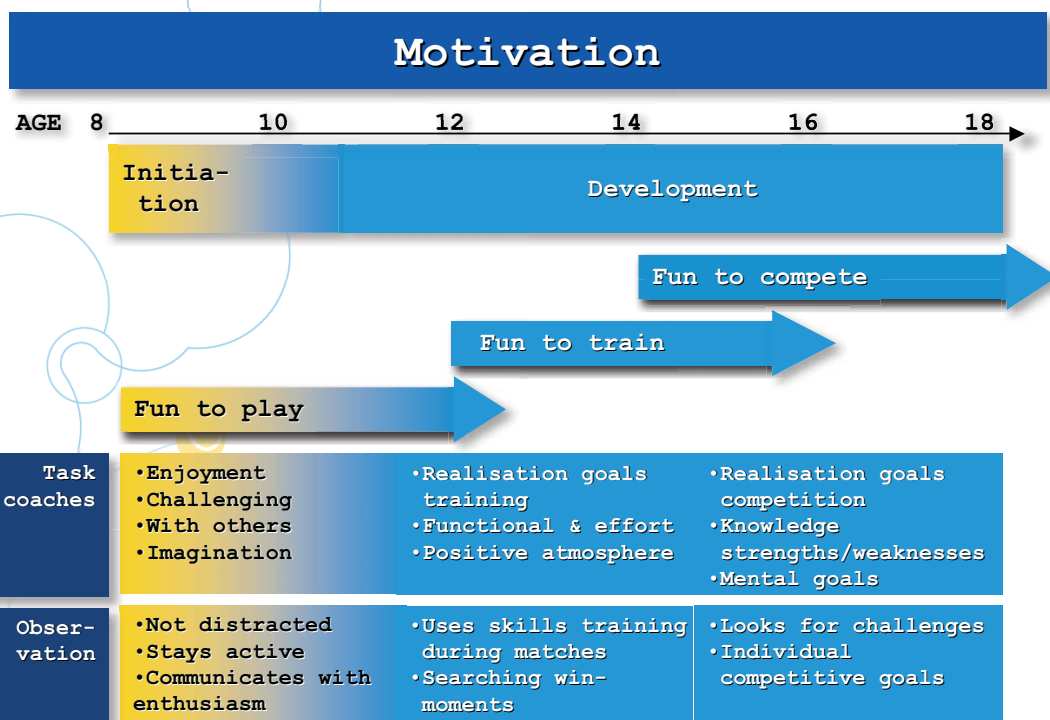 Motivation
AGE 8 10 12 14 16 18
Initia-
tion
Development
Fun to compete
Fun to train
Fun to play
Task
coaches
•Enjoyment
•Challenging
•With others
•Imagination
•Realisation goals
training
•Functional & effort
•Positive atmosphere
•Realisation goals
competition
•Knowledge
strengths/weaknesses
•Mental goals
Obser-
vation
•Not distracted
•Stays active
•Communicates with
enthusiasm
•Uses skills training
during matches
•Searching win-
moments
•Looks for challenges
•Individual
competitive goals